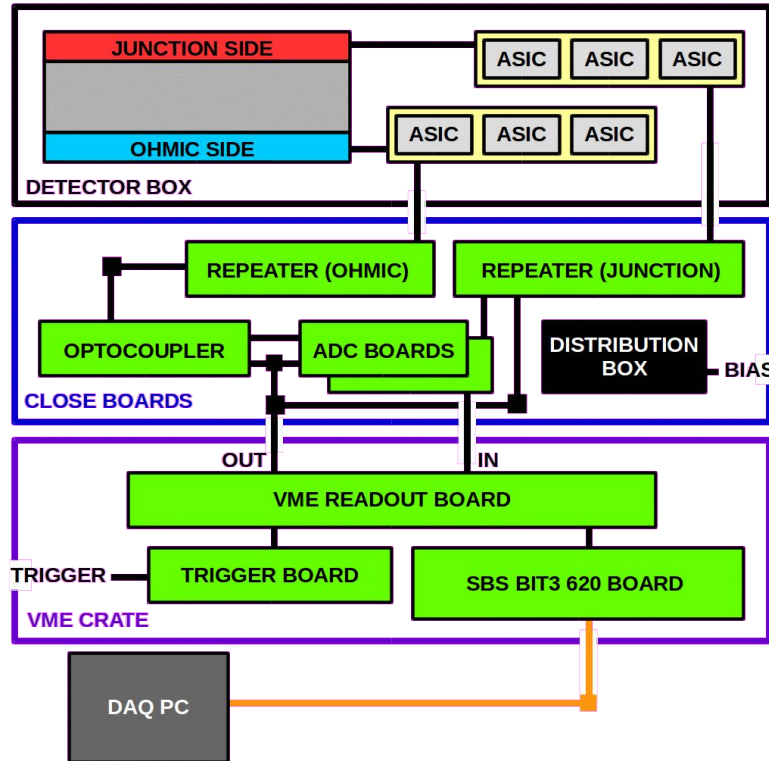 JUNCTION SIDE
ASIC ASIC ASIC
ASIC ASIC ASIC
OHMIC SIDE
DETECTOR BOX
REPEATER (OHMIC)
REPEATER (JUNCTION)
OPTOCOUPLER
ADC BOARDS
DISTRIBUTION
BOX
BIAS
CLOSE BOARDS
OUT
IN
VME READOUT BOARD
TRIGGER
TRIGGER BOARD
SBS BIT3 620 BOARD
VME CRATE
DAQ PC